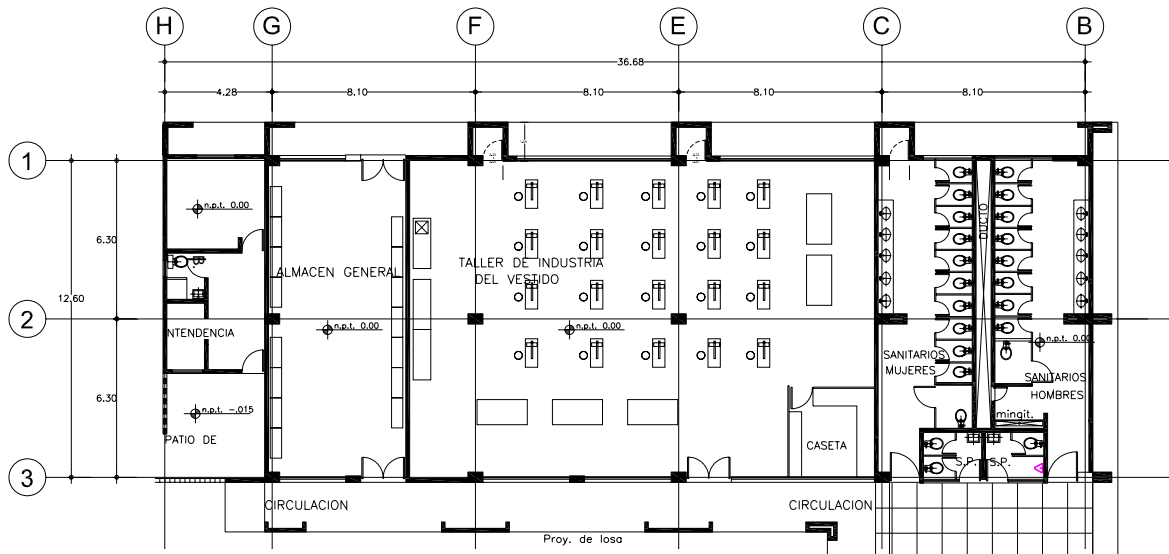 H G F E C B
36.68
4.28 8.10 8.10 8.10 8.10
1
n.p.t. 0.00
6.30
DUCTO
B.
ALMACEN GENERAL
TALLER DE INDUSTRIA
DEL VESTIDO
12.60
2
NTENDENCIA
n.p.t. 0.00
n.p.t. 0.00
n.p.t. 0.00
SANITARIOS
MUJERES
SANITARIOS
HOMBRES
6.30
n.p.t. -.015
mingit.
PATIO DE
CASETA
S.P. S.P.
3
CIRCULACION
CIRCULACION
Proy. de losa